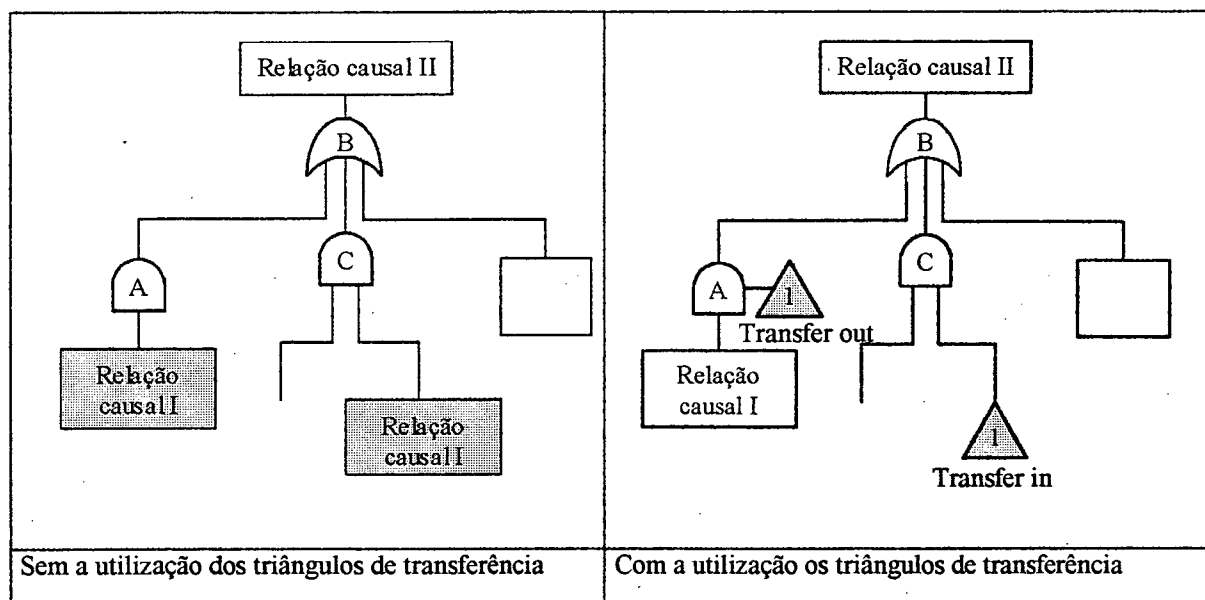 Relação causal II
B
A
C
Relação
causal I
Relação
causal I
Sem a utilização dos triângulos de transferência
Relação causal II
B
A
1
C
Transfer out
Relação
causal I
1
Transfer in
Com a utilização os triângulos de transferência